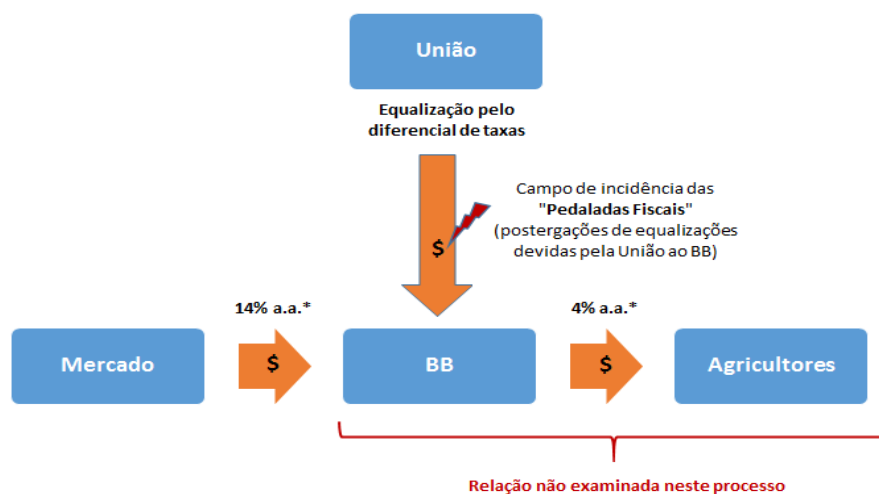 União
Equalização pelo
diferencial de taxas
Campo de incidência das
"Pedaladas Fiscais"
(postergações de equalizações
devidas pela União ao BB)
$
14% a.a.*
4% a.a.*
Mercado
$
BB
$
Agricultores
Relação não examinada neste processo